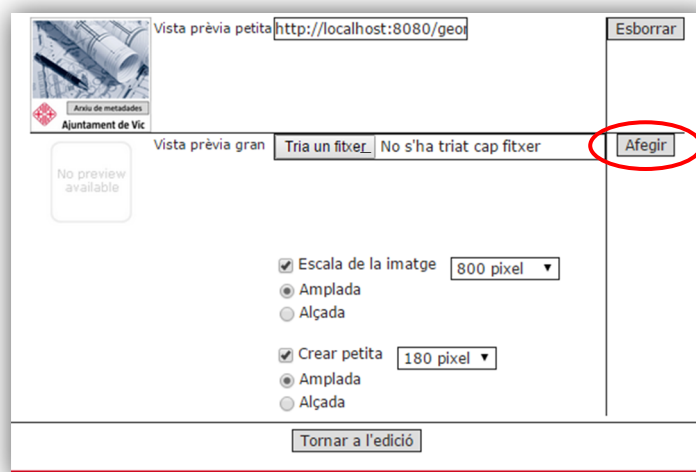 Vista prèvia petita http://localhost:8080/geor Esborrar
Arxiu de metadades
Ajuntament de Vic
Vista prèvia gran Tria un fitxer No s'ha triat cap fitxer Afegir
No preview
available
Escala de la imatge 800 pixel
Amplada
Alçada
Crear petita 180 pixel
Amplada
Alçada
Tornar a l'edició